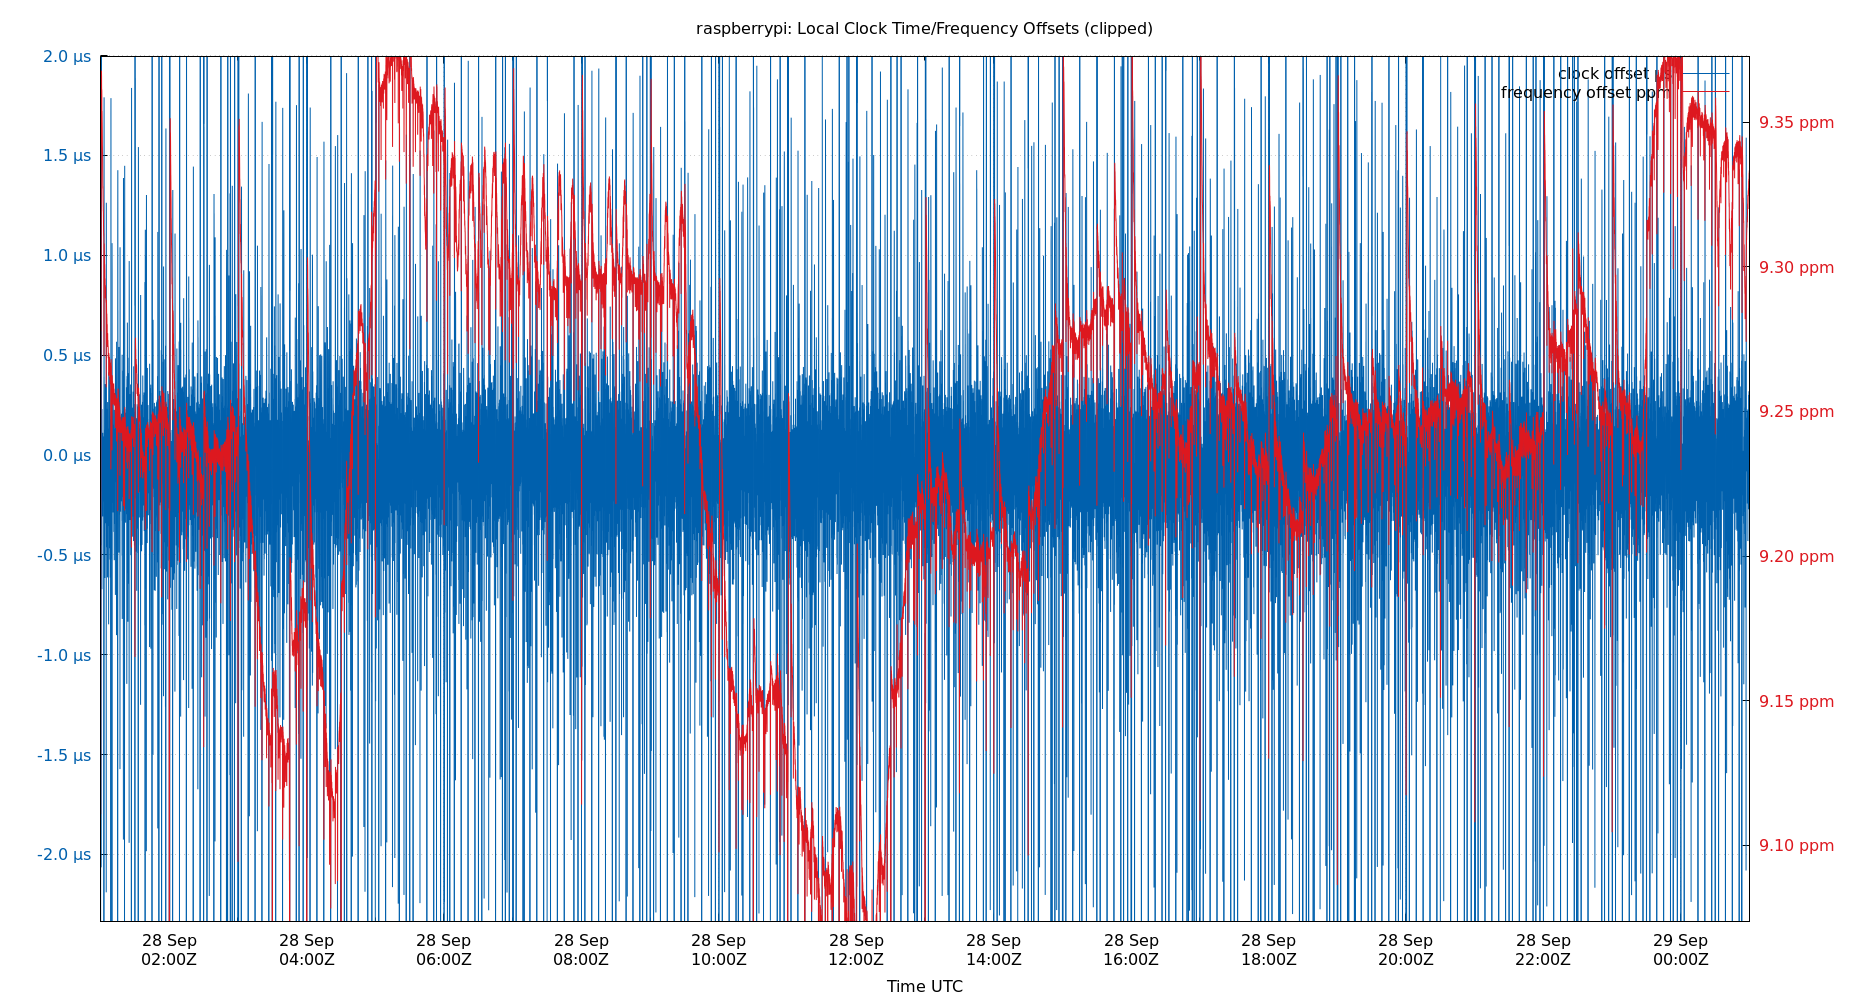 raspberrypi: Local Clock Time/Frequency Offsets (clipped)
2.0 µs
1.5 µs
1.0 µs
0.5 µs
0.0 µs
-0.5 µs
-1.0 µs
-1.5 µs
-2.0 µs
clock offset µs
frequency offset ppm
9.35 ppm
9.30 ppm
9.25 ppm
9.20 ppm
9.15 ppm
9.10 ppm
28 Sep 28 Sep 28 Sep 28 Sep 28 Sep 28 Sep 28 Sep 28 Sep 28 Sep 28 Sep 28 Sep 29 Sep
02:00Z 04:00Z 06:00Z 08:00Z 10:00Z 12:00Z 14:00Z 16:00Z 18:00Z 20:00Z 22:00Z 00:00Z
Time UTC